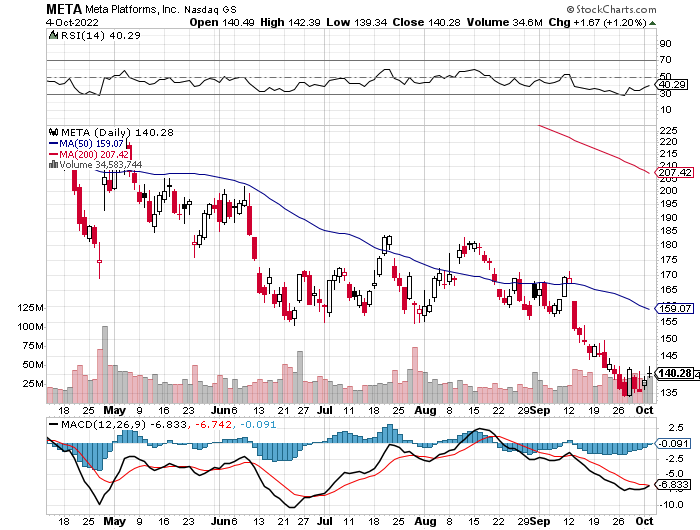 META Meta Platforms, Inc. Nasdaq GS © StockCharts.com
4-Oct-2022 Open 140.49 High 142.39 Low 139.34 Close 140.28 Volume 34.6M Chg +1.67 (+1.20%)
RSI(14) 40.29
90
70
50
40.29
30
10
META (Daily) 140.28
MA(50) 159.07
MA(200) 207.42
Volume 34,583,744
225
220
215
210
207.42
205
200
195
190
185
180
175
170
165
160
159.07
155
150
145
140.28
135
125M
100M
75M
50M
25M
18 25 May 9 16 23 Jun 6 13 21 27 Jul 11 18 25 Aug 8 15 22 29 Sep 12 19 26 Oct
MACD(12,26,9) -6.833, -6.742, -0.091
2.5
-0.091
-2.5
-5.0
-6.833
-10.0
18 25 May 9 16 23 Jun 6 13 21 27 Jul 11 18 25 Aug 8 15 22 29 Sep 12 19 26 Oct